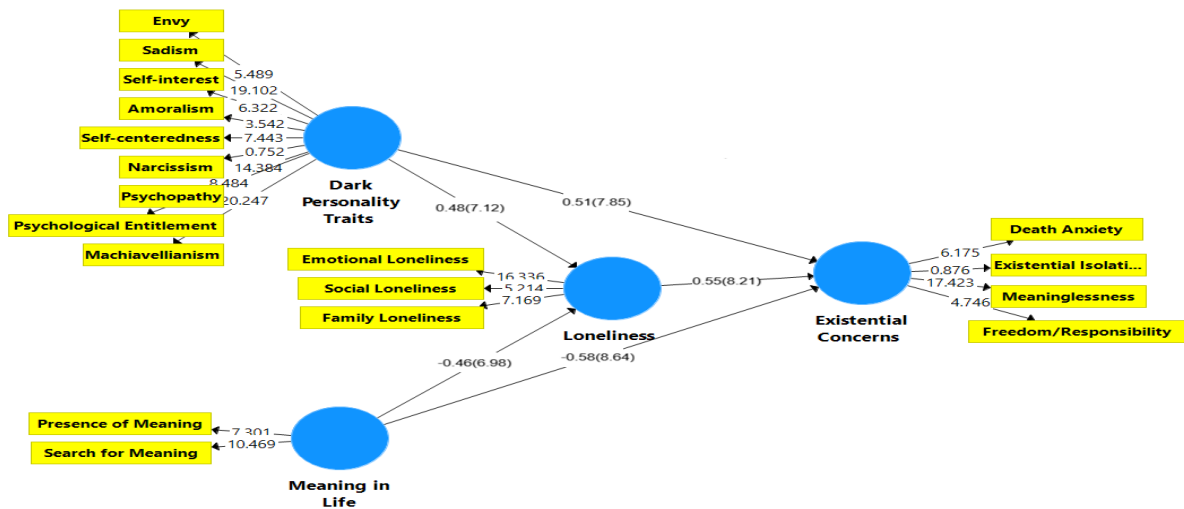 Envy
Sadism
Self-interest
Amoralism
Self-centeredness
Narcissism
Psychopathy
Psychological Entitlement
Machiavellianism
5.489
19.102
6.322
3.542
7.443
0.752
14.384
8.484
20.247
Dark
Personality
Traits
0.48(7.12)
0.51(7.85)
Emotional Loneliness
Social Loneliness
Family Loneliness
16.336
5.214
7.169
Loneliness
0.55(8.21)
-0.46(6.98)
-0.58(8.64)
Existential
Concerns
6.175
0.876
17.423
4.746
Death Anxiety
Existential Isolati...
Meaninglessness
Freedom/Responsibility
Presence of Meaning
Search for Meaning
7.301
10.469
Meaning in
Life